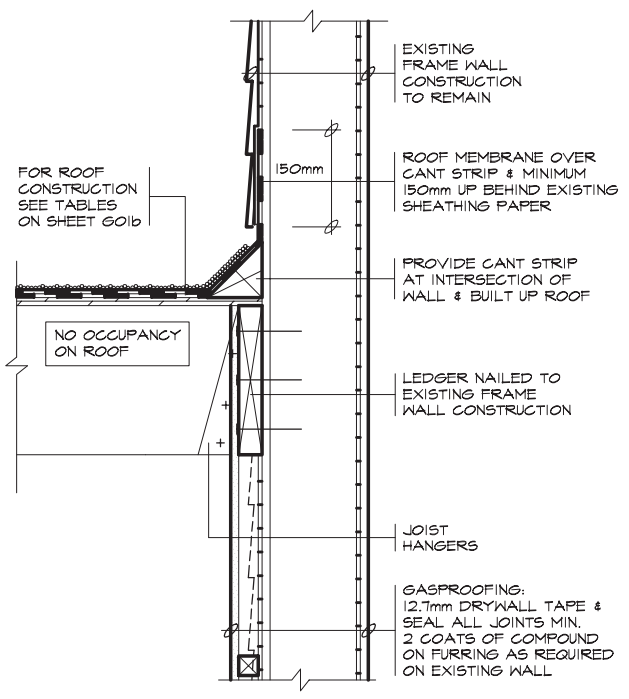 EXISTING
FRAME WALL
CONSTRUCTION
TO REMAIN
150mm
ROOF MEMBRANE OVER
CANT STRIP & MINIMUM
150mm UP BEHIND EXISTING
SHEATHING PAPER
FOR ROOF
CONSTRUCTION
SEE TABLES
ON SHEET G01b
PROVIDE CANT STRIP
AT INTERSECTION OF
WALL & BUILT UP ROOF
NO OCCUPANCY
ON ROOF
LEDGER NAILED TO
EXISTING FRAME
WALL CONSTRUCTION
JOIST
HANGERS
GASPROOFING:
12.7mm DRYWALL TAPE &
SEAL ALL JOINTS MIN.
2 COATS OF COMPOUND
ON FURRING AS REQUIRED
ON EXISTING WALL